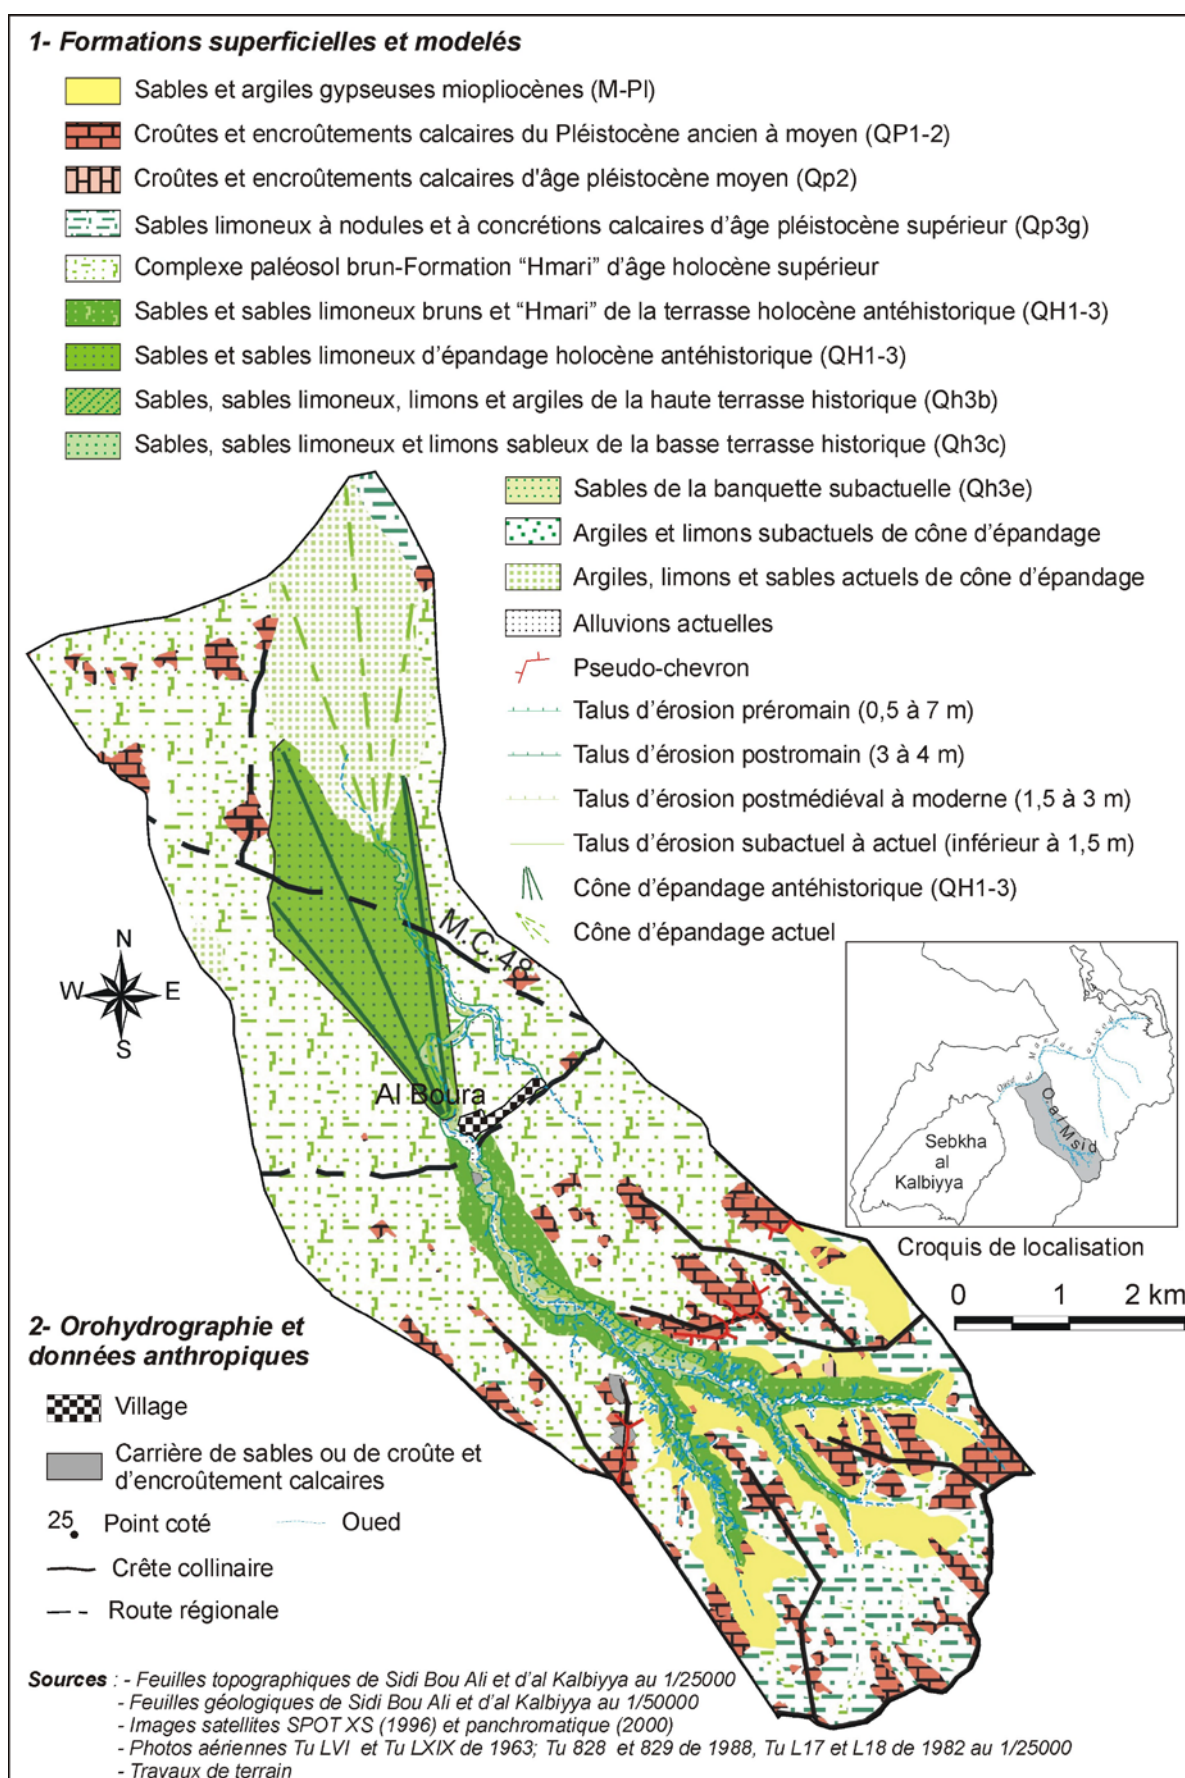 1- Formations superficielles et modelés
Sables et argiles gypseuses miopliocènes (M-Pl)
Croûtes et encroûtements calcaires du Pléistocène ancien à moyen (QP1-2)
Croûtes et encroûtements calcaires d'âge pléistocène moyen (Qp2)
Sables limoneux à nodules et à concrétions calcaires d’âge pléistocène supérieur (Qp3g)
Complexe paléosol brun-Formation “Hmari” d’âge holocène supérieur
Sables et sables limoneux bruns et “Hmari” de la terrasse holocène antéhistorique (QH1-3)
Sables et sables limoneux d’épandage holocène antéhistorique (QH1-3)
Sables, sables limoneux, limons et argiles de la haute terrasse historique (Qh3b)
Sables, sables limoneux et limons sableux de la basse terrasse historique (Qh3c)
Sables de la banquette subactuelle (Qh3e)
Argiles et limons subactuels de cône d’épandage
Argiles, limons et sables actuels de cône d’épandage
Alluvions actuelles
Pseudo-chevron
Talus d’érosion préromain (0,5 à 7 m)
Talus d’érosion postromain (3 à 4 m)
Talus d’érosion postmédiéval à moderne (1,5 à 3 m)
Talus d’érosion subactuel à actuel (inférieur à 1,5 m)
Cône d’épandage antéhistorique (QH1-3)
Cône d’épandage actuel
M.C.48
N
W E
S
Al Boura
O. al Msid
Sebkha
al
Kalbiyya
Croquis de localisation
0 1 2 km
2- Orohydrographie et
données anthropiques
Village
Carrière de sables ou de croûte et
d’encroûtement calcaires
25 Point coté Oued
Crête collinaire
Route régionale
Sources : - Feuilles topographiques de Sidi Bou Ali et d’al Kalbiyya au 1/25000
- Feuilles géologiques de Sidi Bou Ali et d’al Kalbiyya au 1/50000
- Images satellites SPOT XS (1996) et panchromatique (2000)
- Photos aériennes Tu LVI et Tu LXIX de 1963; Tu 828 et 829 de 1988, Tu L17 et L18 de 1982 au 1/25000
- Travaux de terrain